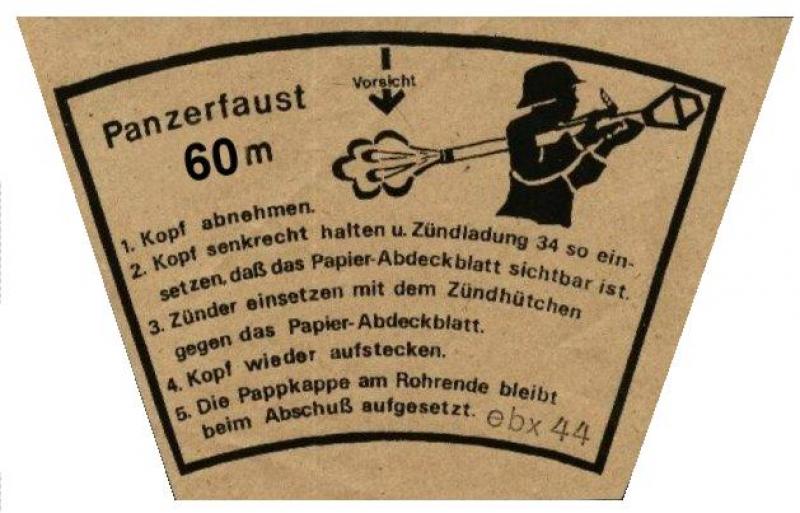 Vorsicht
Panzerfaust
60 m
1. Kopf abnehmen.
2. Kopf senkrecht halten u. Zündladung 34 so ein-
setzen, daß das Papier-Abdeckblatt sichtbar ist.
3. Zünder einsetzen mit dem Zündhütchen
gegen das Papier-Abdeckblatt.
4. Kopf wieder aufstecken.
5. Die Pappkappe am Rohrende bleibt
beim Abschuß aufgesetzt. ebx 44